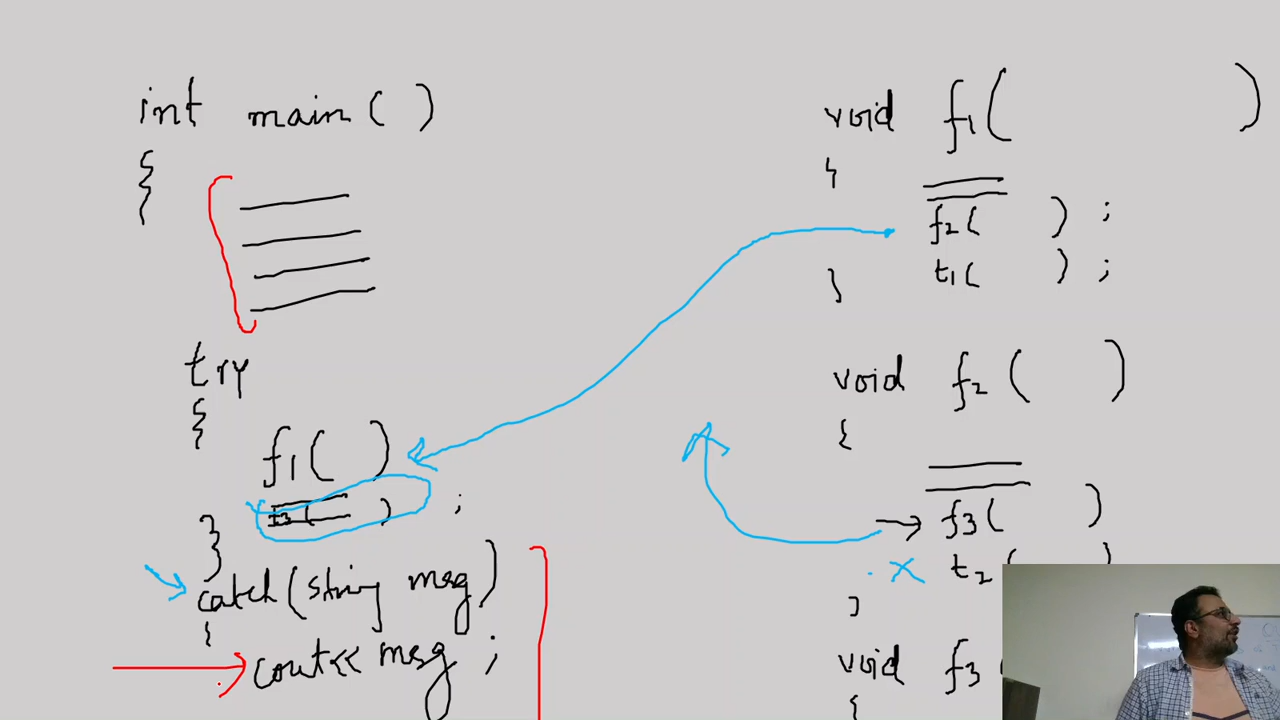 int main( )
{
try
{
f1( )
;
}
}
catch(string msg)
{
cout<< msg ;
void f1( )
{
f2( ) ;
t1( ) ;
}
void f2( )
{
f3( )
t2( )
}
void f3
{